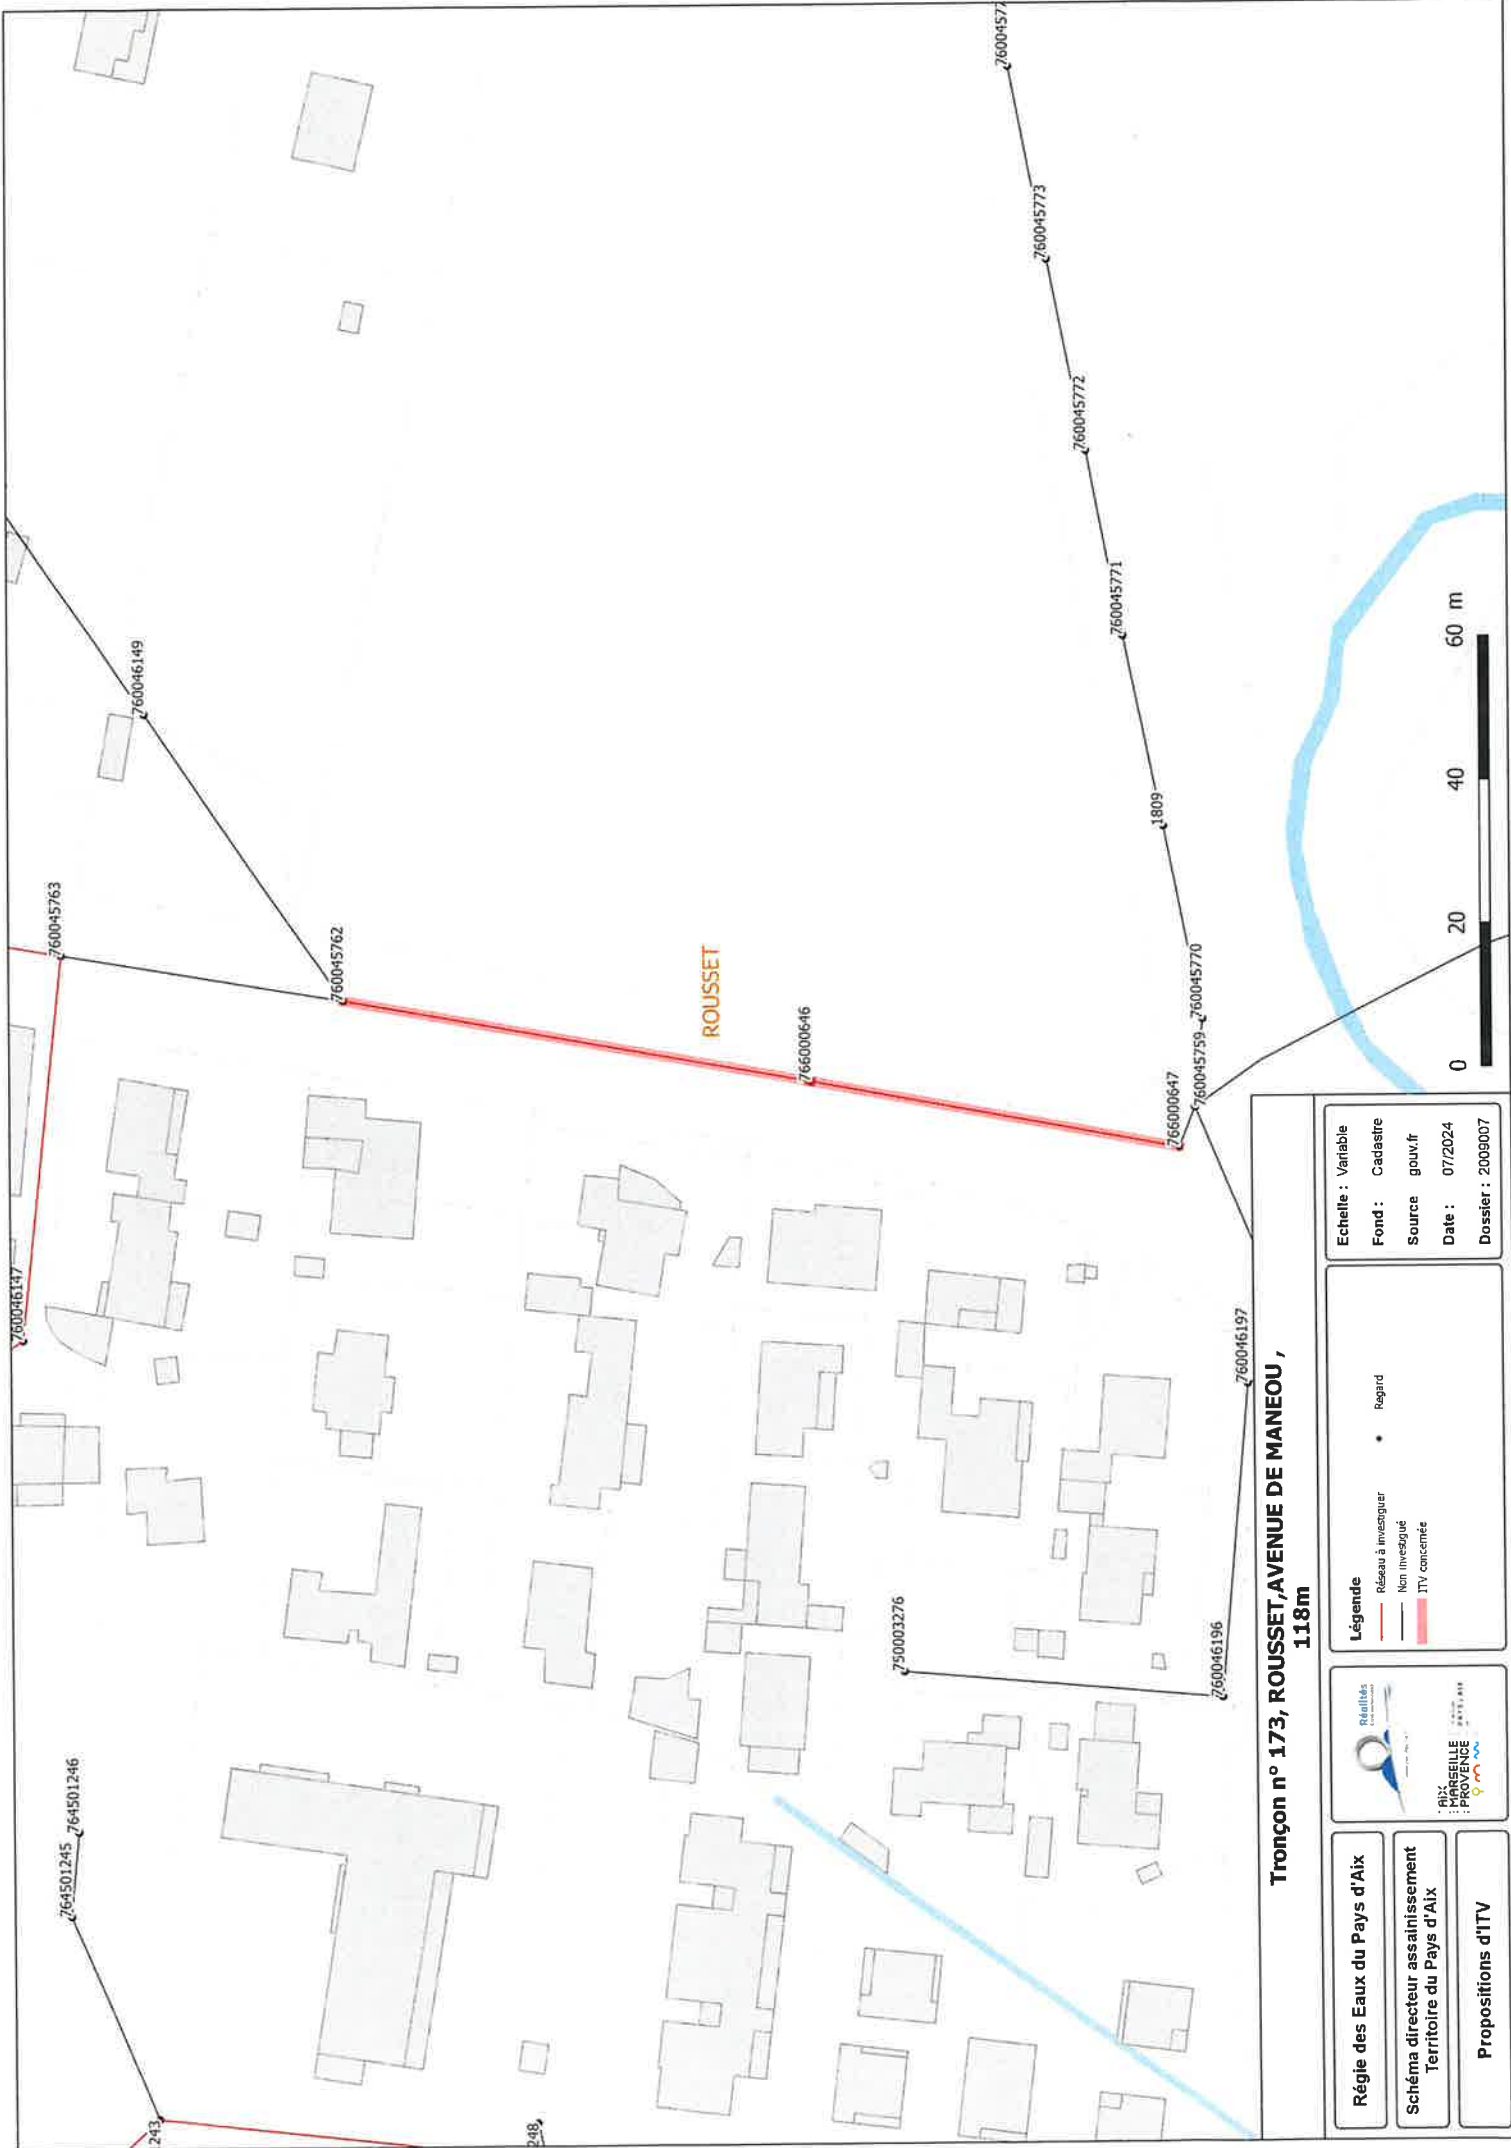 243
764501245
764501246
248
760046147
760045763
760046149
760045762
ROUSSET
766000646
750003276
760046196
760046197
766000647
760045759
760045770
1809
760045771
760045772
760045773
76004577
Tronçon n° 173, ROUSSET,AVENUE DE MANEOU ,
118m
0 20 40 60 m
Régie des Eaux du Pays d'Aix
Schéma directeur assainissement
Territoire du Pays d'Aix
Propositions d'ITV
Réalités
AIX
MARSEILLE
PROVENCE
Légende
Réseau à investiguer
Non Investigué
ITV concernée
Regard
Echelle : Variable
Fond : Cadastre
Source gouv.fr
Date : 07/2024
Dossier : 2009007